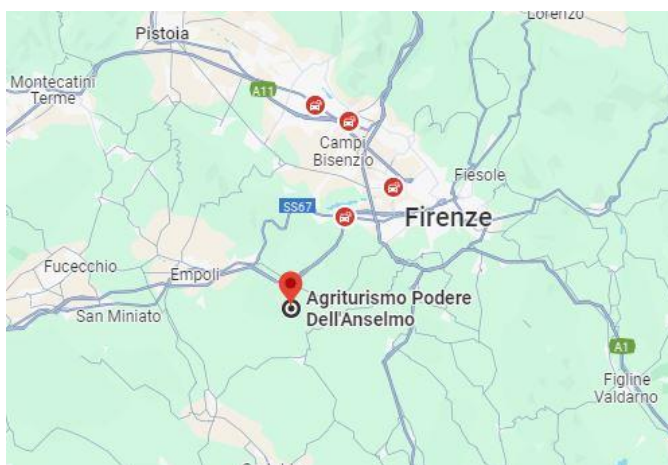 Lorenzo
Pistoia
Montecatini
Terme
A11
Campi
Bisenzio
Fiesole
SS67
Firenze
Fucecchio
Empoli
Agriturismo Podere
Dell'Anselmo
San Miniato
A1
Figline
Valdarno